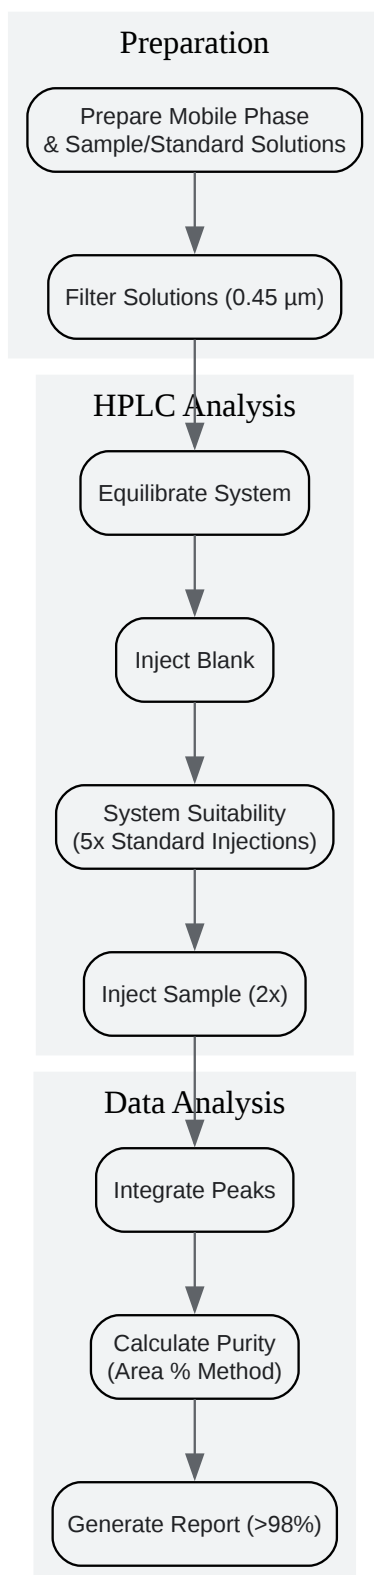 Preparation
Prepare Mobile Phase
& Sample/Standard Solutions
Filter Solutions (0.45 µm)
HPLC Analysis
Equilibrate System
Inject Blank
System Suitability
(5x Standard Injections)
Inject Sample (2x)
Data Analysis
Integrate Peaks
Calculate Purity
(Area % Method)
Generate Report (>98%)